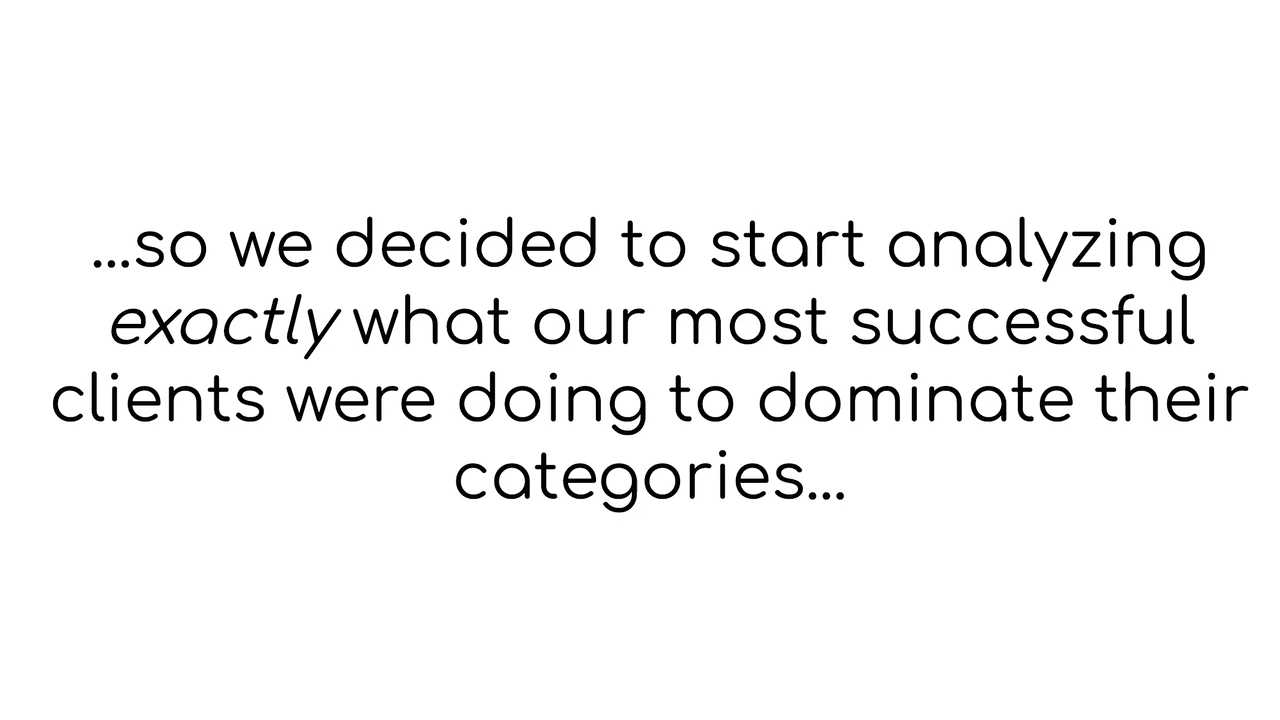 ...so we decided to start analyzing
exactly what our most successful
clients were doing to dominate their
categories...